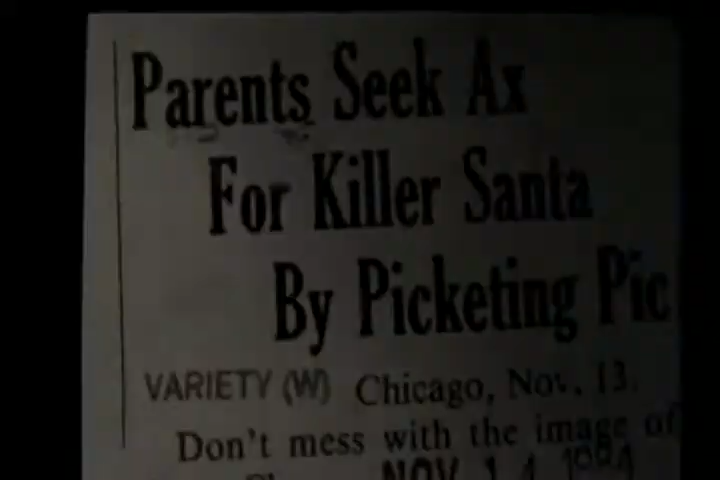 Parents Seek Ax
For Killer Santa
By Picketing Pic
VARIETY (W) Chicago, Nov. 13.
Don't mess with the image of
NOV 14 1984